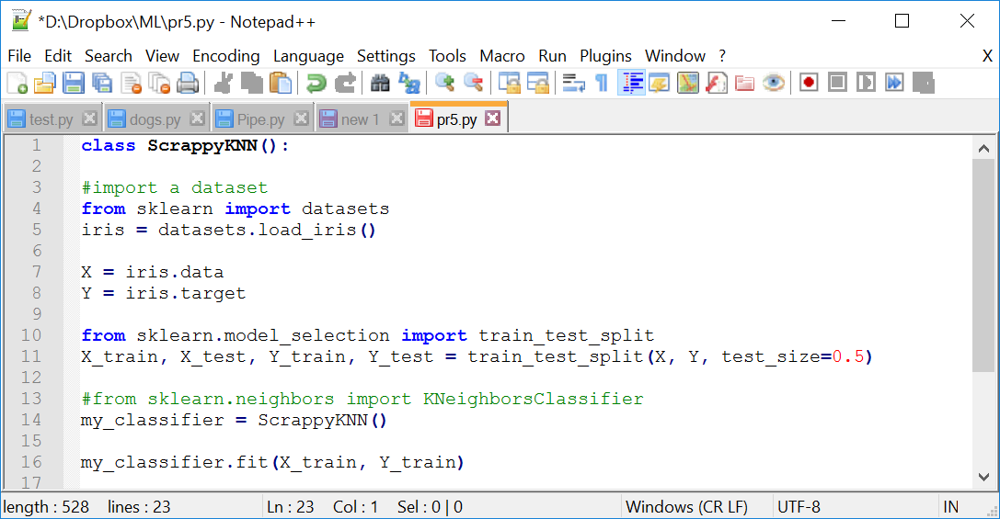 *D:\Dropbox\ML\pr5.py - Notepad++
File Edit Search View Encoding Language Settings Tools Macro Run Plugins Window ? X
test.py dogs.py Pipe.py new 1 pr5.py
1 class ScrappyKNN():
2
3 #import a dataset
4 from sklearn import datasets
5 iris = datasets.load_iris()
6
7 X = iris.data
8 Y = iris.target
9
10 from sklearn.model_selection import train_test_split
11 X_train, X_test, Y_train, Y_test = train_test_split(X, Y, test_size=0.5)
12
13 #from sklearn.neighbors import KNeighborsClassifier
14 my_classifier = ScrappyKNN()
15
16 my_classifier.fit(X_train, Y_train)
17
length : 528 lines : 23 Ln : 23 Col : 1 Sel : 0 | 0 Windows (CR LF) UTF-8 IN